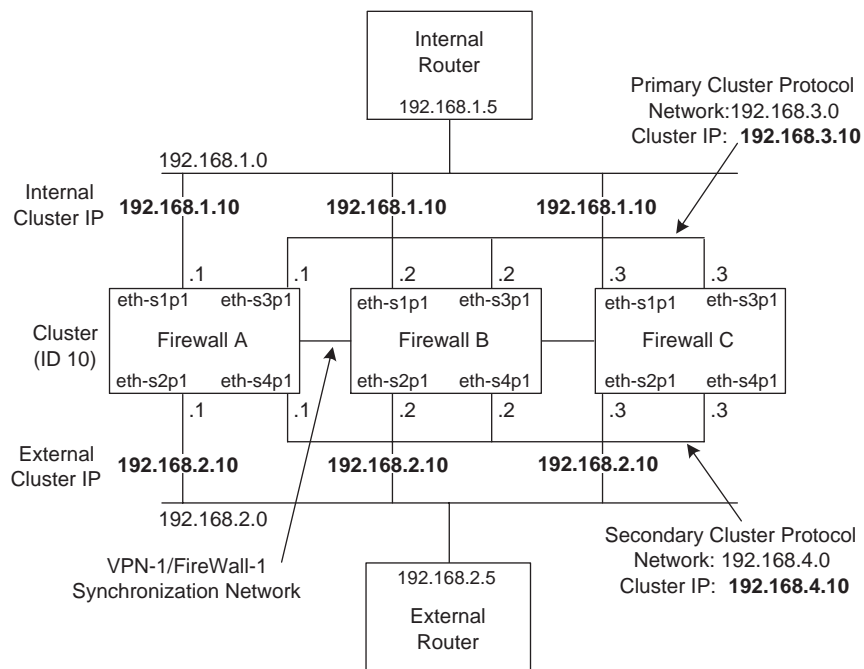 Internal
Router
192.168.1.5
Primary Cluster Protocol
Network:192.168.3.0
Cluster IP: 192.168.3.10
192.168.1.0
Internal
Cluster IP
192.168.1.10
192.168.1.10
192.168.1.10
.1
.1
.2
.2
.3
.3
eth-s1p1
eth-s3p1
eth-s1p1
eth-s3p1
eth-s1p1
eth-s3p1
Cluster
(ID 10)
Firewall A
Firewall B
Firewall C
eth-s2p1
eth-s4p1
eth-s2p1
eth-s4p1
eth-s2p1
eth-s4p1
.1
.1
.2
.2
.3
.3
External
Cluster IP
192.168.2.10
192.168.2.10
192.168.2.10
192.168.2.0
VPN-1/FireWall-1
Synchronization Network
Secondary Cluster Protocol
Network: 192.168.4.0
Cluster IP: 192.168.4.10
192.168.2.5
External
Router